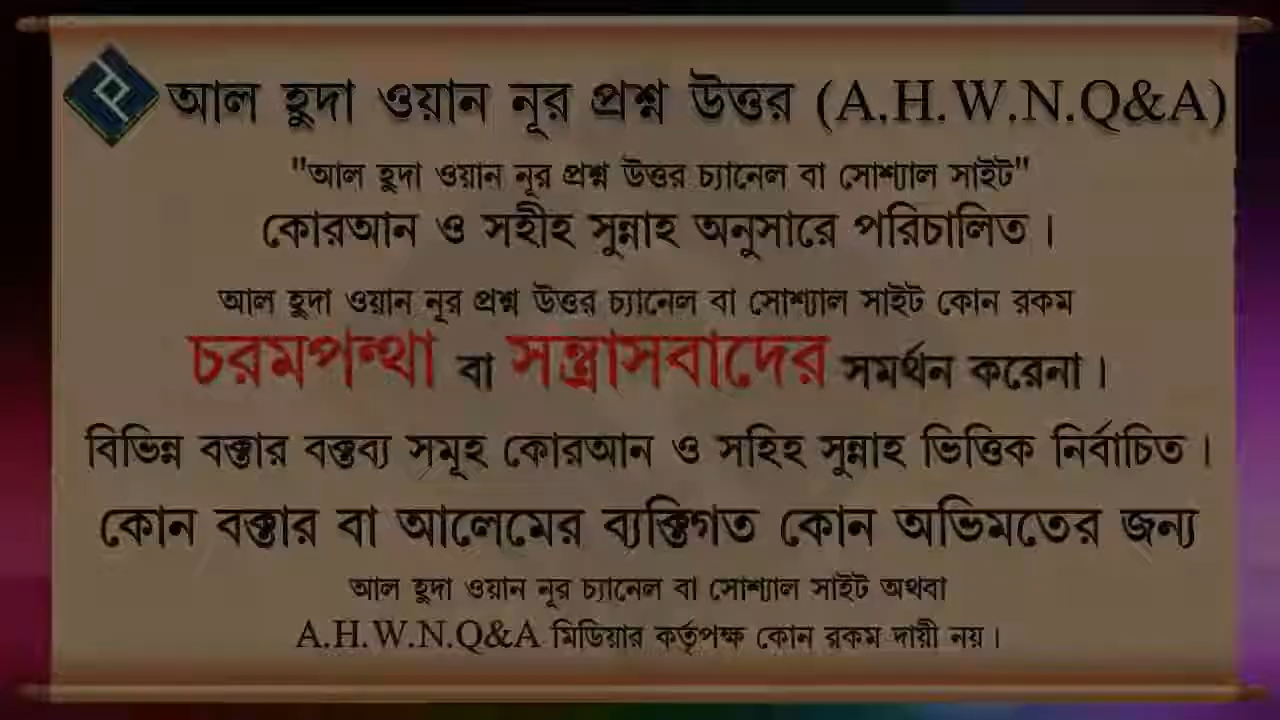 আল হুদা ওয়ান নূর প্রশ্ন উত্তর (A.H.W.N.Q&A)
"আল হুদা ওয়ান নূর প্রশ্ন উত্তর চ্যানেল বা সোশ্যাল সাইট"
কোরআন ও সহীহ সুন্নাহ অনুসারে পরিচালিত ।
আল হুদা ওয়ান নূর প্রশ্ন উত্তর চ্যানেল বা সোশ্যাল সাইট কোন রকম
চরমপন্থা বা সন্ত্রাসবাদের সমর্থন করেনা ।
বিভিন্ন বক্তার বক্তব্য সমূহ কোরআন ও সহিহ সুন্নাহ ভিত্তিক নির্বাচিত ।
কোন বক্তার বা আলেমের ব্যক্তিগত কোন অভিমতের জন্য
আল হুদা ওয়ান নূর চ্যানেল বা সোশ্যাল সাইট অথবা
A.H.W.N.Q&A মিডিয়ার কর্তৃপক্ষ কোন রকম দায়ী নয় ।